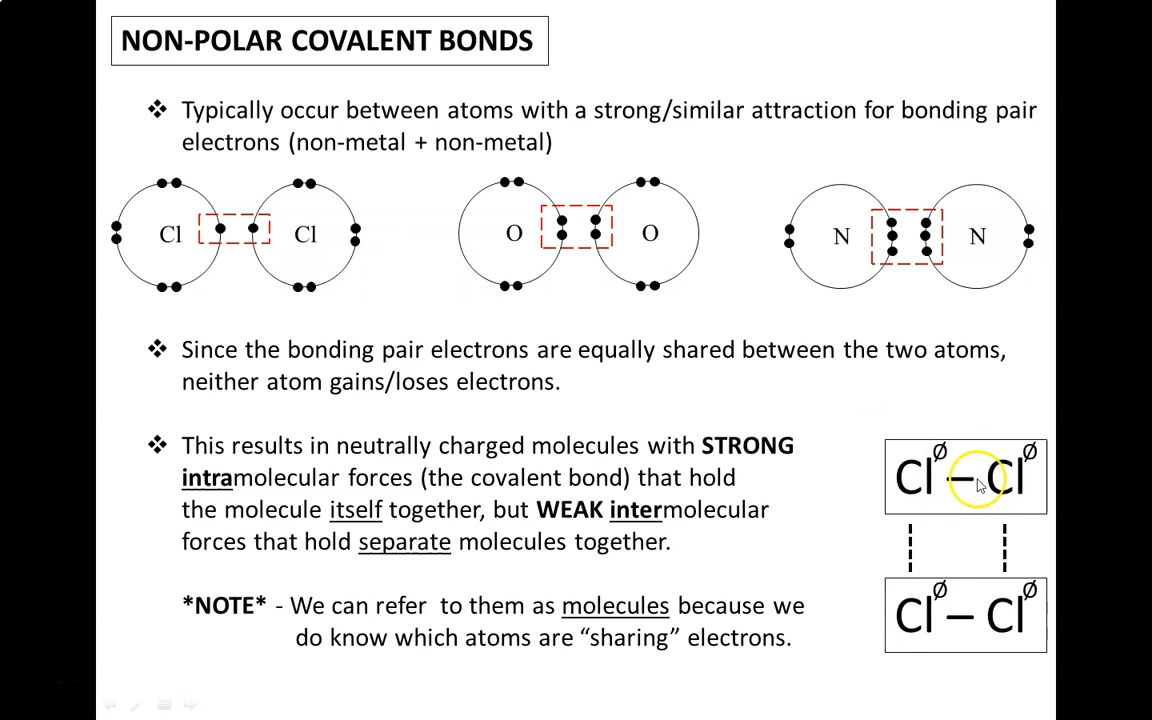 NON-POLAR COVALENT BONDS
❖ Typically occur between atoms with a strong/similar attraction for bonding pair
electrons (non-metal + non-metal)
Cl Cl O O N N
❖ Since the bonding pair electrons are equally shared between the two atoms,
neither atom gains/loses electrons.
❖ This results in neutrally charged molecules with STRONG
intramolecular forces (the covalent bond) that hold
the molecule itself together, but WEAK intermolecular
forces that hold separate molecules together.
Cl∅ – Cl∅
Cl∅ – Cl∅
*NOTE* - We can refer to them as molecules because we
do know which atoms are “sharing” electrons.